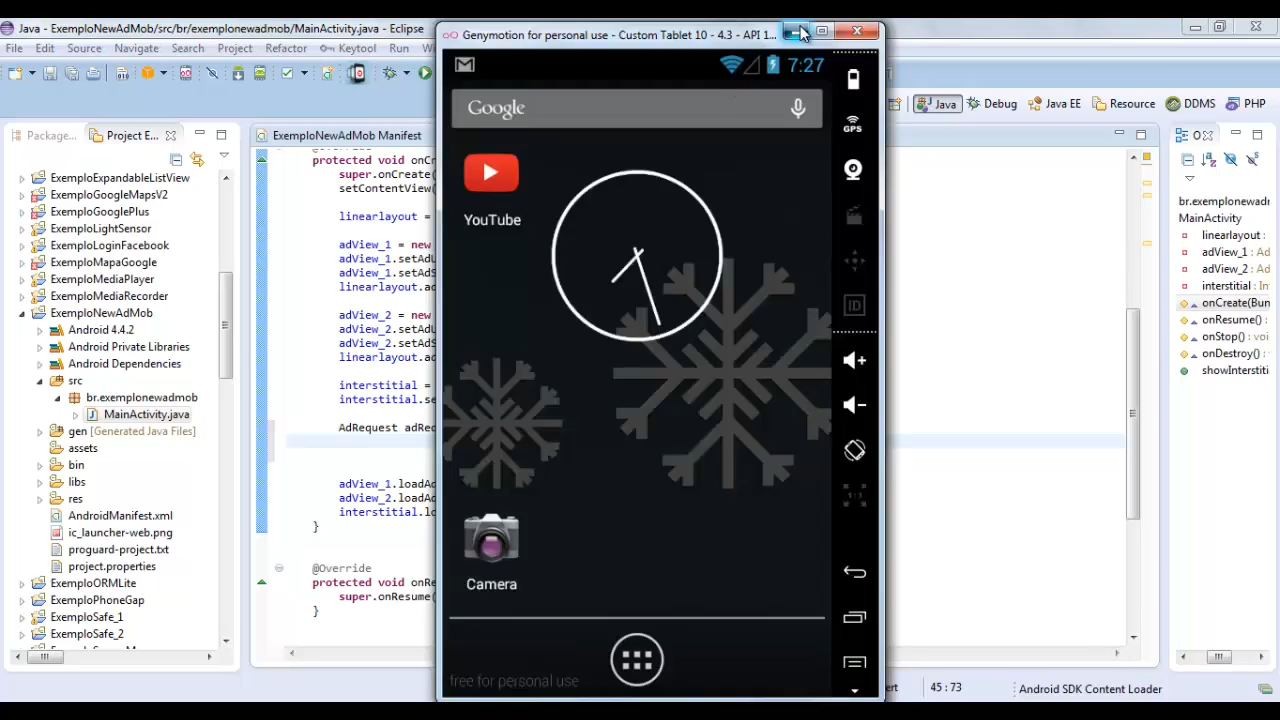 Java - ExemploNewAdMob/src/br/exemplonewadmob/MainActivity.java - Eclipse
File Edit Source Navigate Search Project Refactor Keytool Run
Java Debug Java EE Resource DDMS PHP
Package... Project E...
ExemploExpandableListView
ExemploGoogleMapsV2
ExemploGooglePlus
ExemploLightSensor
ExemploLoginFacebook
ExemploMapaGoogle
ExemploMediaPlayer
ExemploMediaRecorder
ExemploNewAdMob
Android 4.4.2
Android Private Libraries
Android Dependencies
src
br.exemplonewadmob
MainActivity.java
gen [Generated Java Files]
assets
bin
libs
res
AndroidManifest.xml
ic_launcher-web.png
proguard-project.txt
project.properties
ExemploORMLite
ExemploPhoneGap
ExemploSafe_1
ExemploSafe_2
ExemploNewAdMob Manifest
protected void onCr
super.onCreate(
setContentView(
linearlayout =
adView_1 = new
adView_1.setAdU
adView_1.setAdS
linearlayout.ad
adView_2 = new
adView_2.setAdU
adView_2.setAdS
linearlayout.ad
interstitial =
interstitial.se
AdRequest adRec
adView_1.loadAd
adView_2.loadAd
interstitial.lo
}
@Override
protected void onRe
super.onResume(
}
Genymotion for personal use - Custom Tablet 10 - 4.3 - API 1...
7:27
Google
GPS
YouTube
ID
1:1
Camera
free for personal use
O
br.exemplonewadm
MainActivity
linearlayout :
adView_1 : Ad
adView_2 : Ad
interstitial : In
onCreate(Bun
onResume() :
onStop() : voi
onDestroy() :
showInterstiti
ert 45 : 73 Android SDK Content Loader